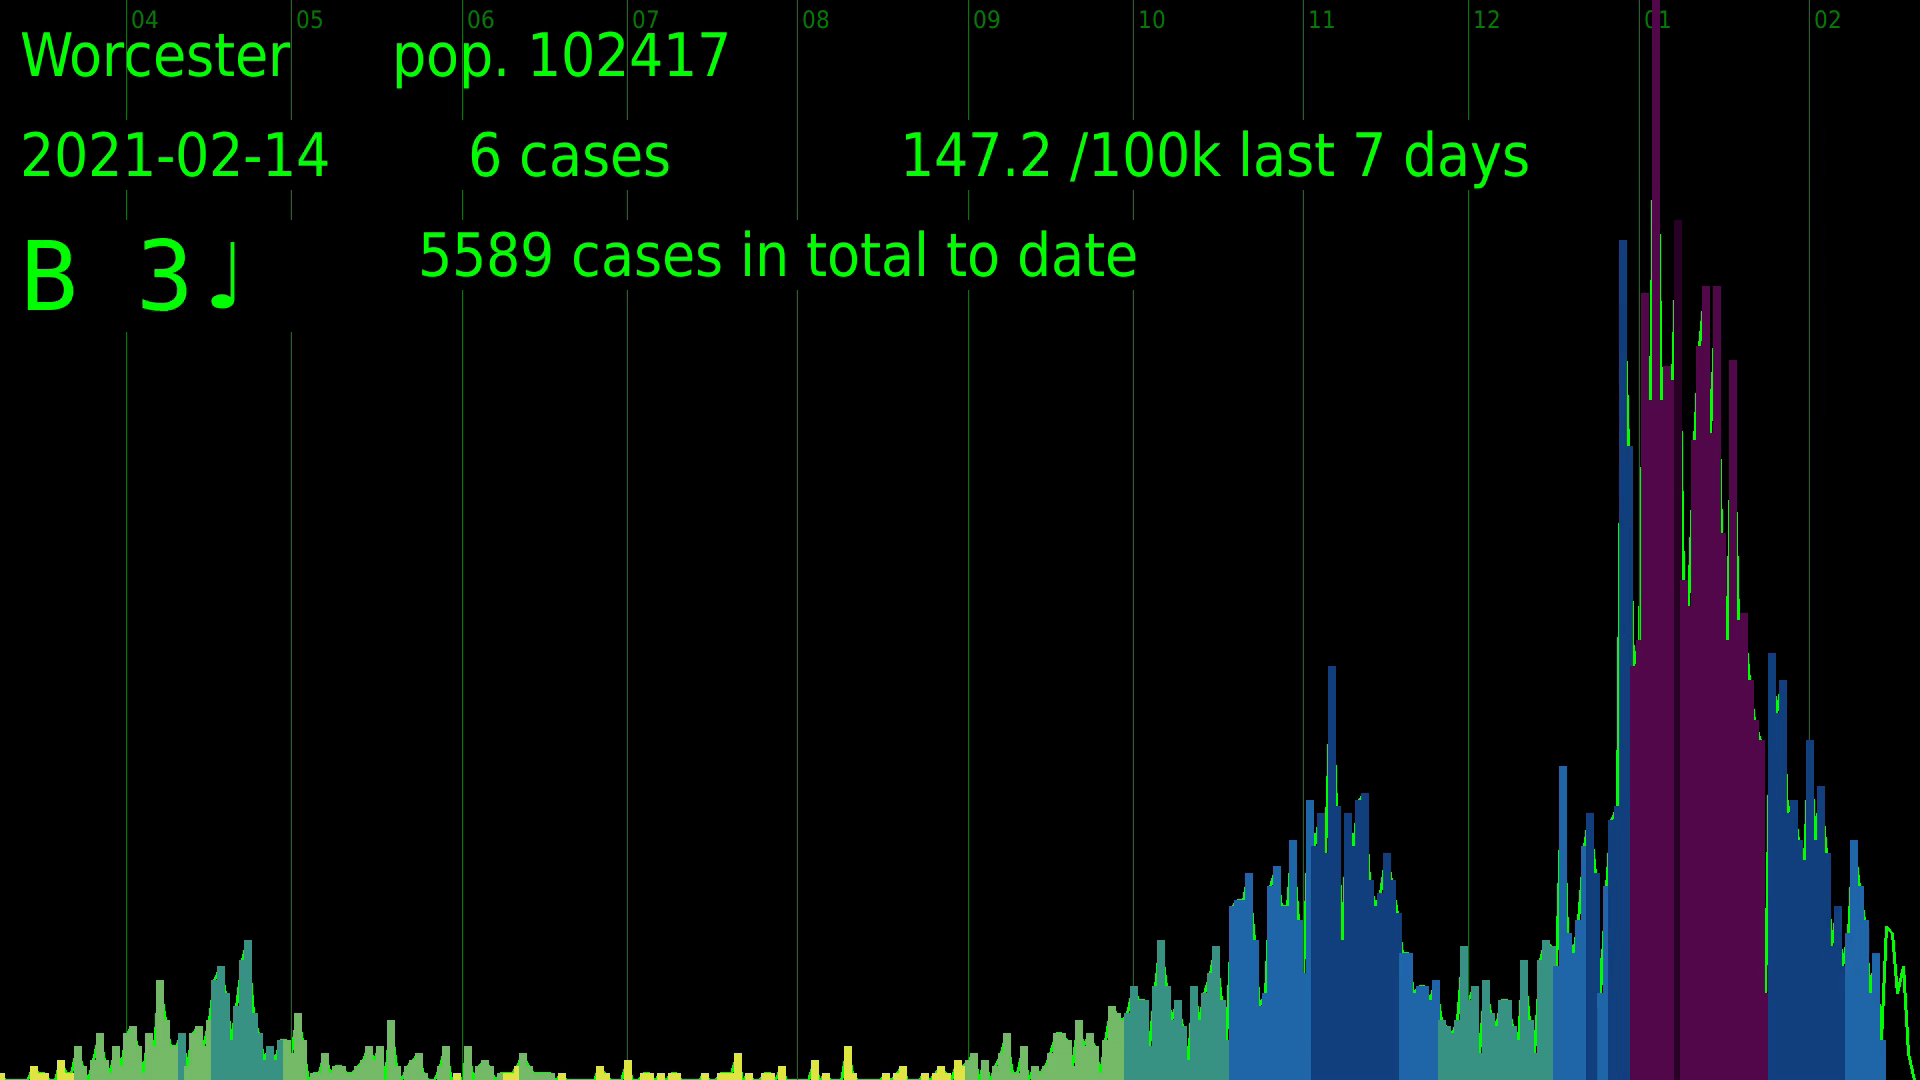 04 05 06 07 08 09 10 11 12 01 02
Worcester pop. 102417
2021-02-14 6 cases 147.2 /100k last 7 days
B 3♩ 5589 cases in total to date